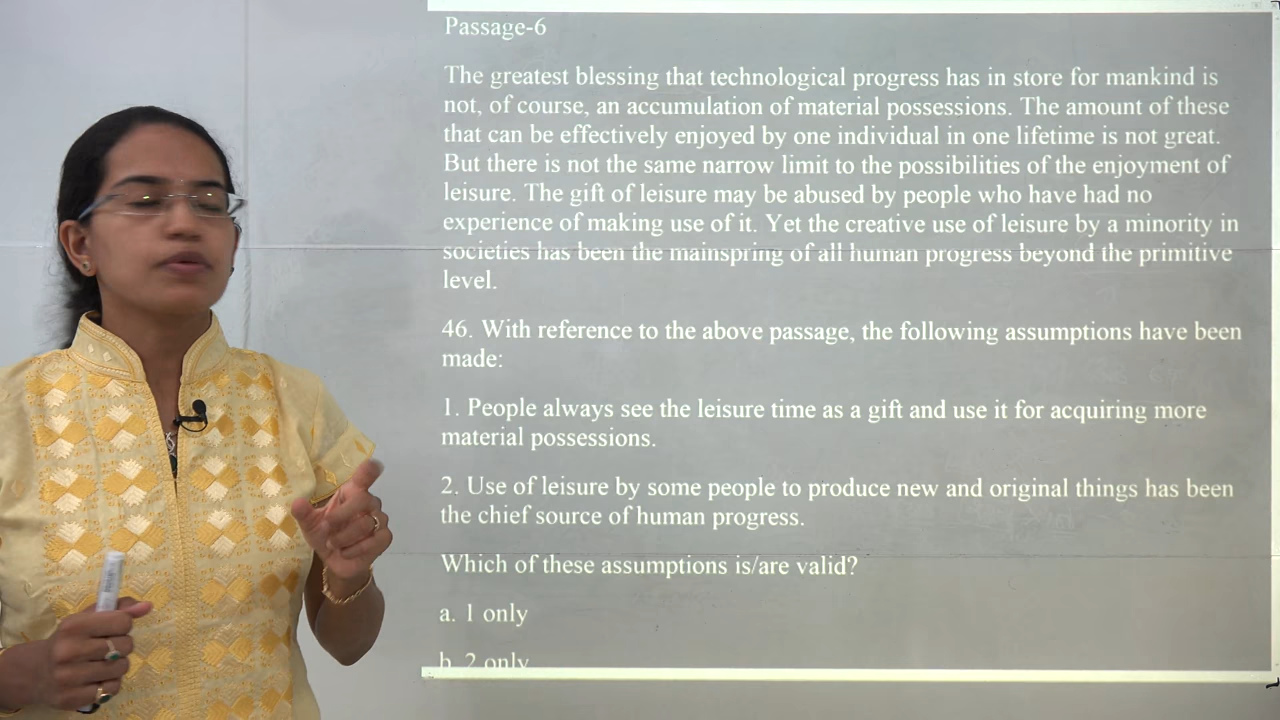 Passage-6
The greatest blessing that technological progress has in store for mankind is
not, of course, an accumulation of material possessions. The amount of these
that can be effectively enjoyed by one individual in one lifetime is not great.
But there is not the same narrow limit to the possibilities of the enjoyment of
leisure. The gift of leisure may be abused by people who have had no
experience of making use of it. Yet the creative use of leisure by a minority in
societies has been the mainspring of all human progress beyond the primitive
level.
46. With reference to the above passage, the following assumptions have been
made:
1. People always see the leisure time as a gift and use it for acquiring more
material possessions.
2. Use of leisure by some people to produce new and original things has been
the chief source of human progress.
Which of these assumptions is/are valid?
a. 1 only
b. 2 only